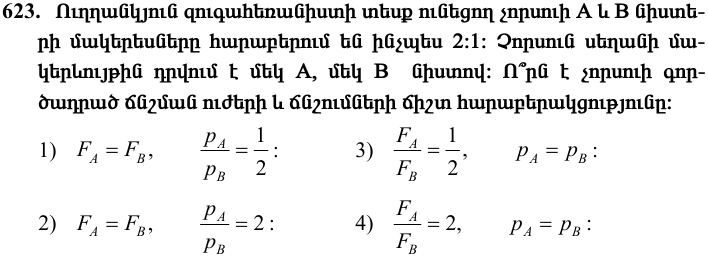 623. Ուղղանկյուն զուգահեռանիստի տեսք ունեցող չորսուի A և B նիստե-
րի մակերեսները հարաբերում են ինչպես 2:1: Չորսուն սեղանի մա-
կերևույթին դրվում է մեկ A, մեկ B նիստով: Ո՞րն է չորսուի գոր-
ծադրած ճնշման ուժերի և ճնշումների ճիշտ հարաբերակցությունը:
1) F_A = F_B, p_A/p_B = 1/2 : 3) F_A/F_B = 1/2, p_A = p_B :
2) F_A = F_B, p_A/p_B = 2 : 4) F_A/F_B = 2, p_A = p_B :